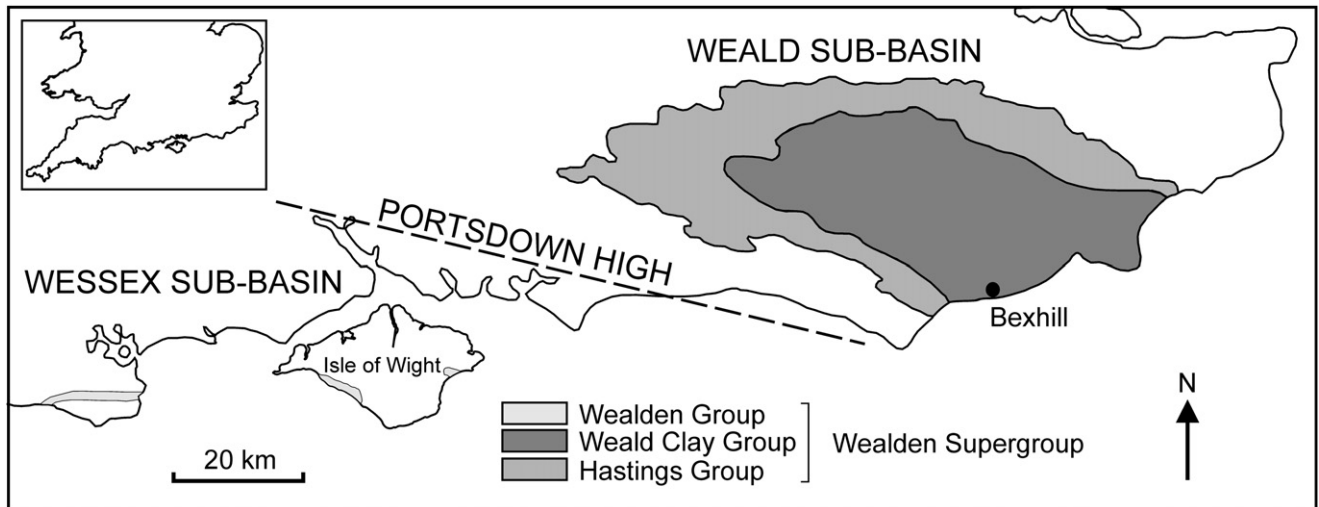 WEALD SUB-BASIN
PORTSDOWN HIGH
WESSEX SUB-BASIN
Bexhill
Isle of Wight
N
Wealden Group
Weald Clay Group
Wealden Supergroup
Hastings Group
20 km